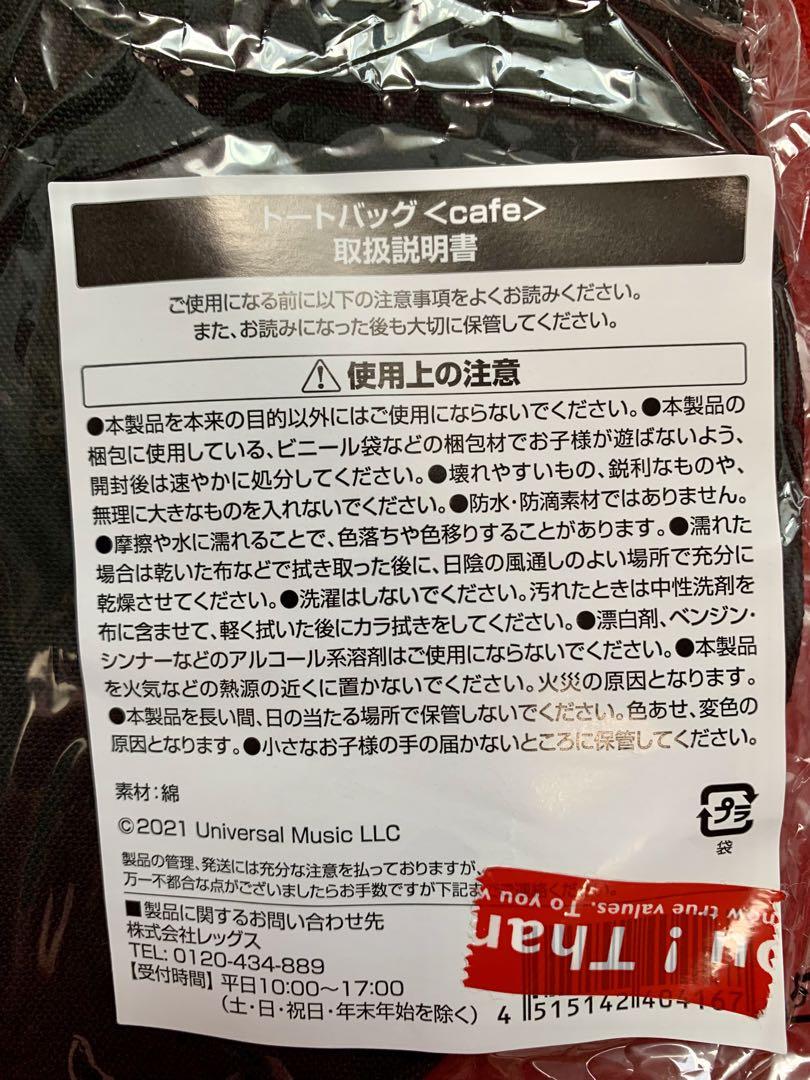 トートバッグ<cafe>
取扱説明書
ご使用になる前に以下の注意事項をよくお読みください。
また、お読みになった後も大切に保管してください。
使用上の注意
●本製品を本来の目的以外にはご使用にならないでください。●本製品の
梱包に使用している、ビニール袋などの梱包材でお子様が遊ばないよう、
開封後は速やかに処分してください。●壊れやすいもの、鋭利なものや、
無理に大きなものを入れないでください。●防水・防滴素材ではありません。
●摩擦や水に濡れることで、色落ちや色移りすることがあります。●濡れた
場合は乾いた布などで拭き取った後に、日陰の風通しのよい場所で充分に
乾燥させてください。●洗濯はしないでください。汚れたときは中性洗剤を
布に含ませて、軽く拭いた後にカラ拭きをしてください。●漂白剤、ベンジン・
シンナーなどのアルコール系溶剤はご使用にならないでください。●本製品
を火気などの熱源の近くに置かないでください。火災の原因となります。
●本製品を長い間、日の当たる場所で保管しないでください。色あせ、変色の
原因となります。●小さなお子様の手の届かないところに保管してください。
素材:綿
プラ
袋
©2021 Universal Music LLC
製品の管理、発送には充分な注意を払っておりますが、
万一不都合な点がございましたらお手数ですが下記までご連絡ください。
■製品に関するお問い合わせ先
株式会社レッグス
TEL: 0120-434-889
【受付時間】平日10:00～17:00
(土・日・祝日・年末年始を除く)
now true values. To you w
ou ! Than
4 515142 404167